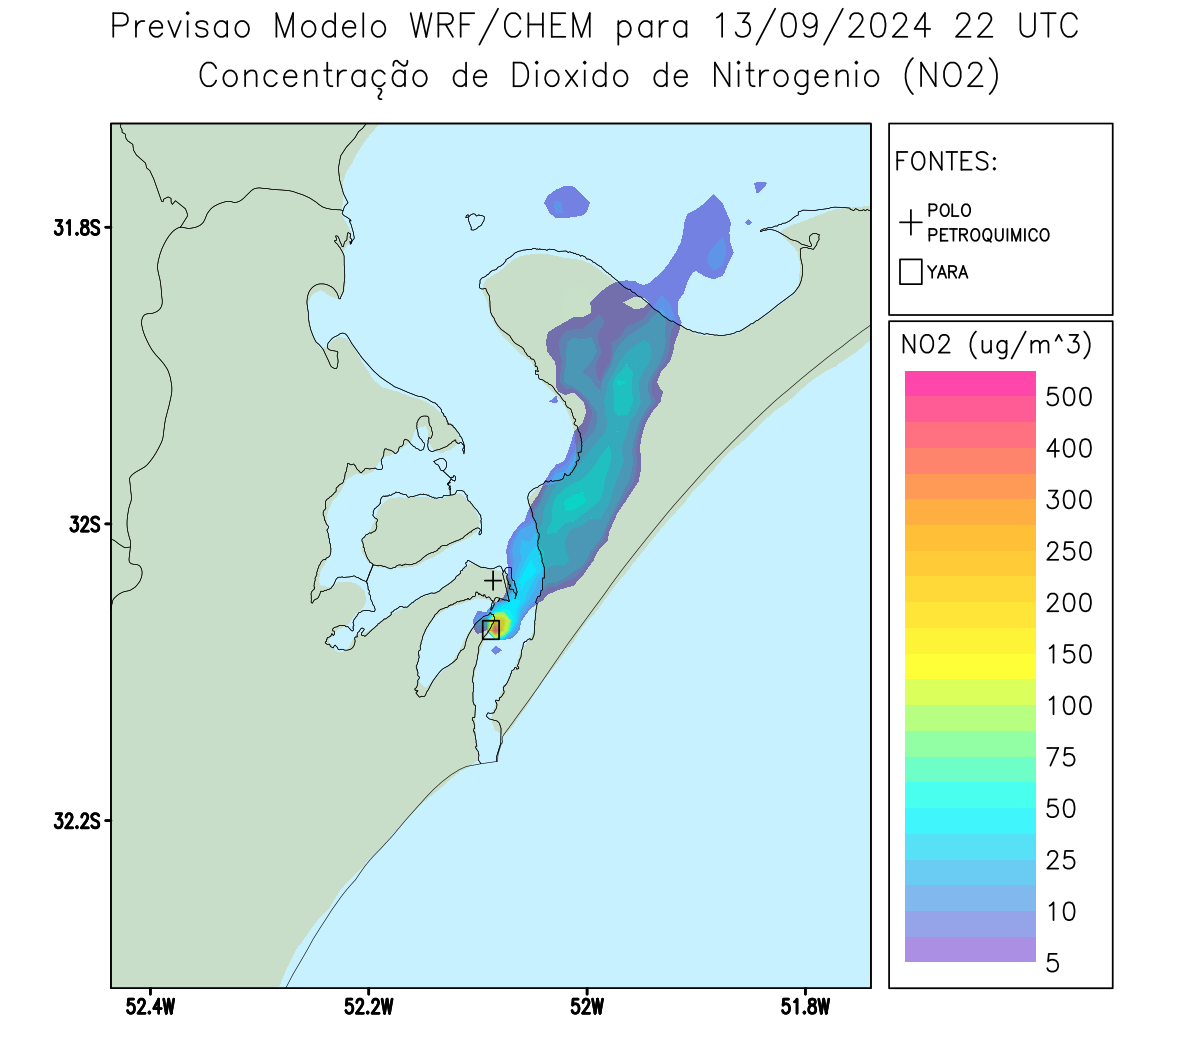 Previsao Modelo WRF/CHEM para 13/09/2024 22 UTC
Concentração de Dioxido de Nitrogenio (NO2)
FONTES:
POLO
PETROQUIMICO
YARA
NO2 (ug/m^3)
500
400
300
250
200
150
100
75
50
25
10
5
31.8S
32S
32.2S
52.4W
52.2W
52W
51.8W